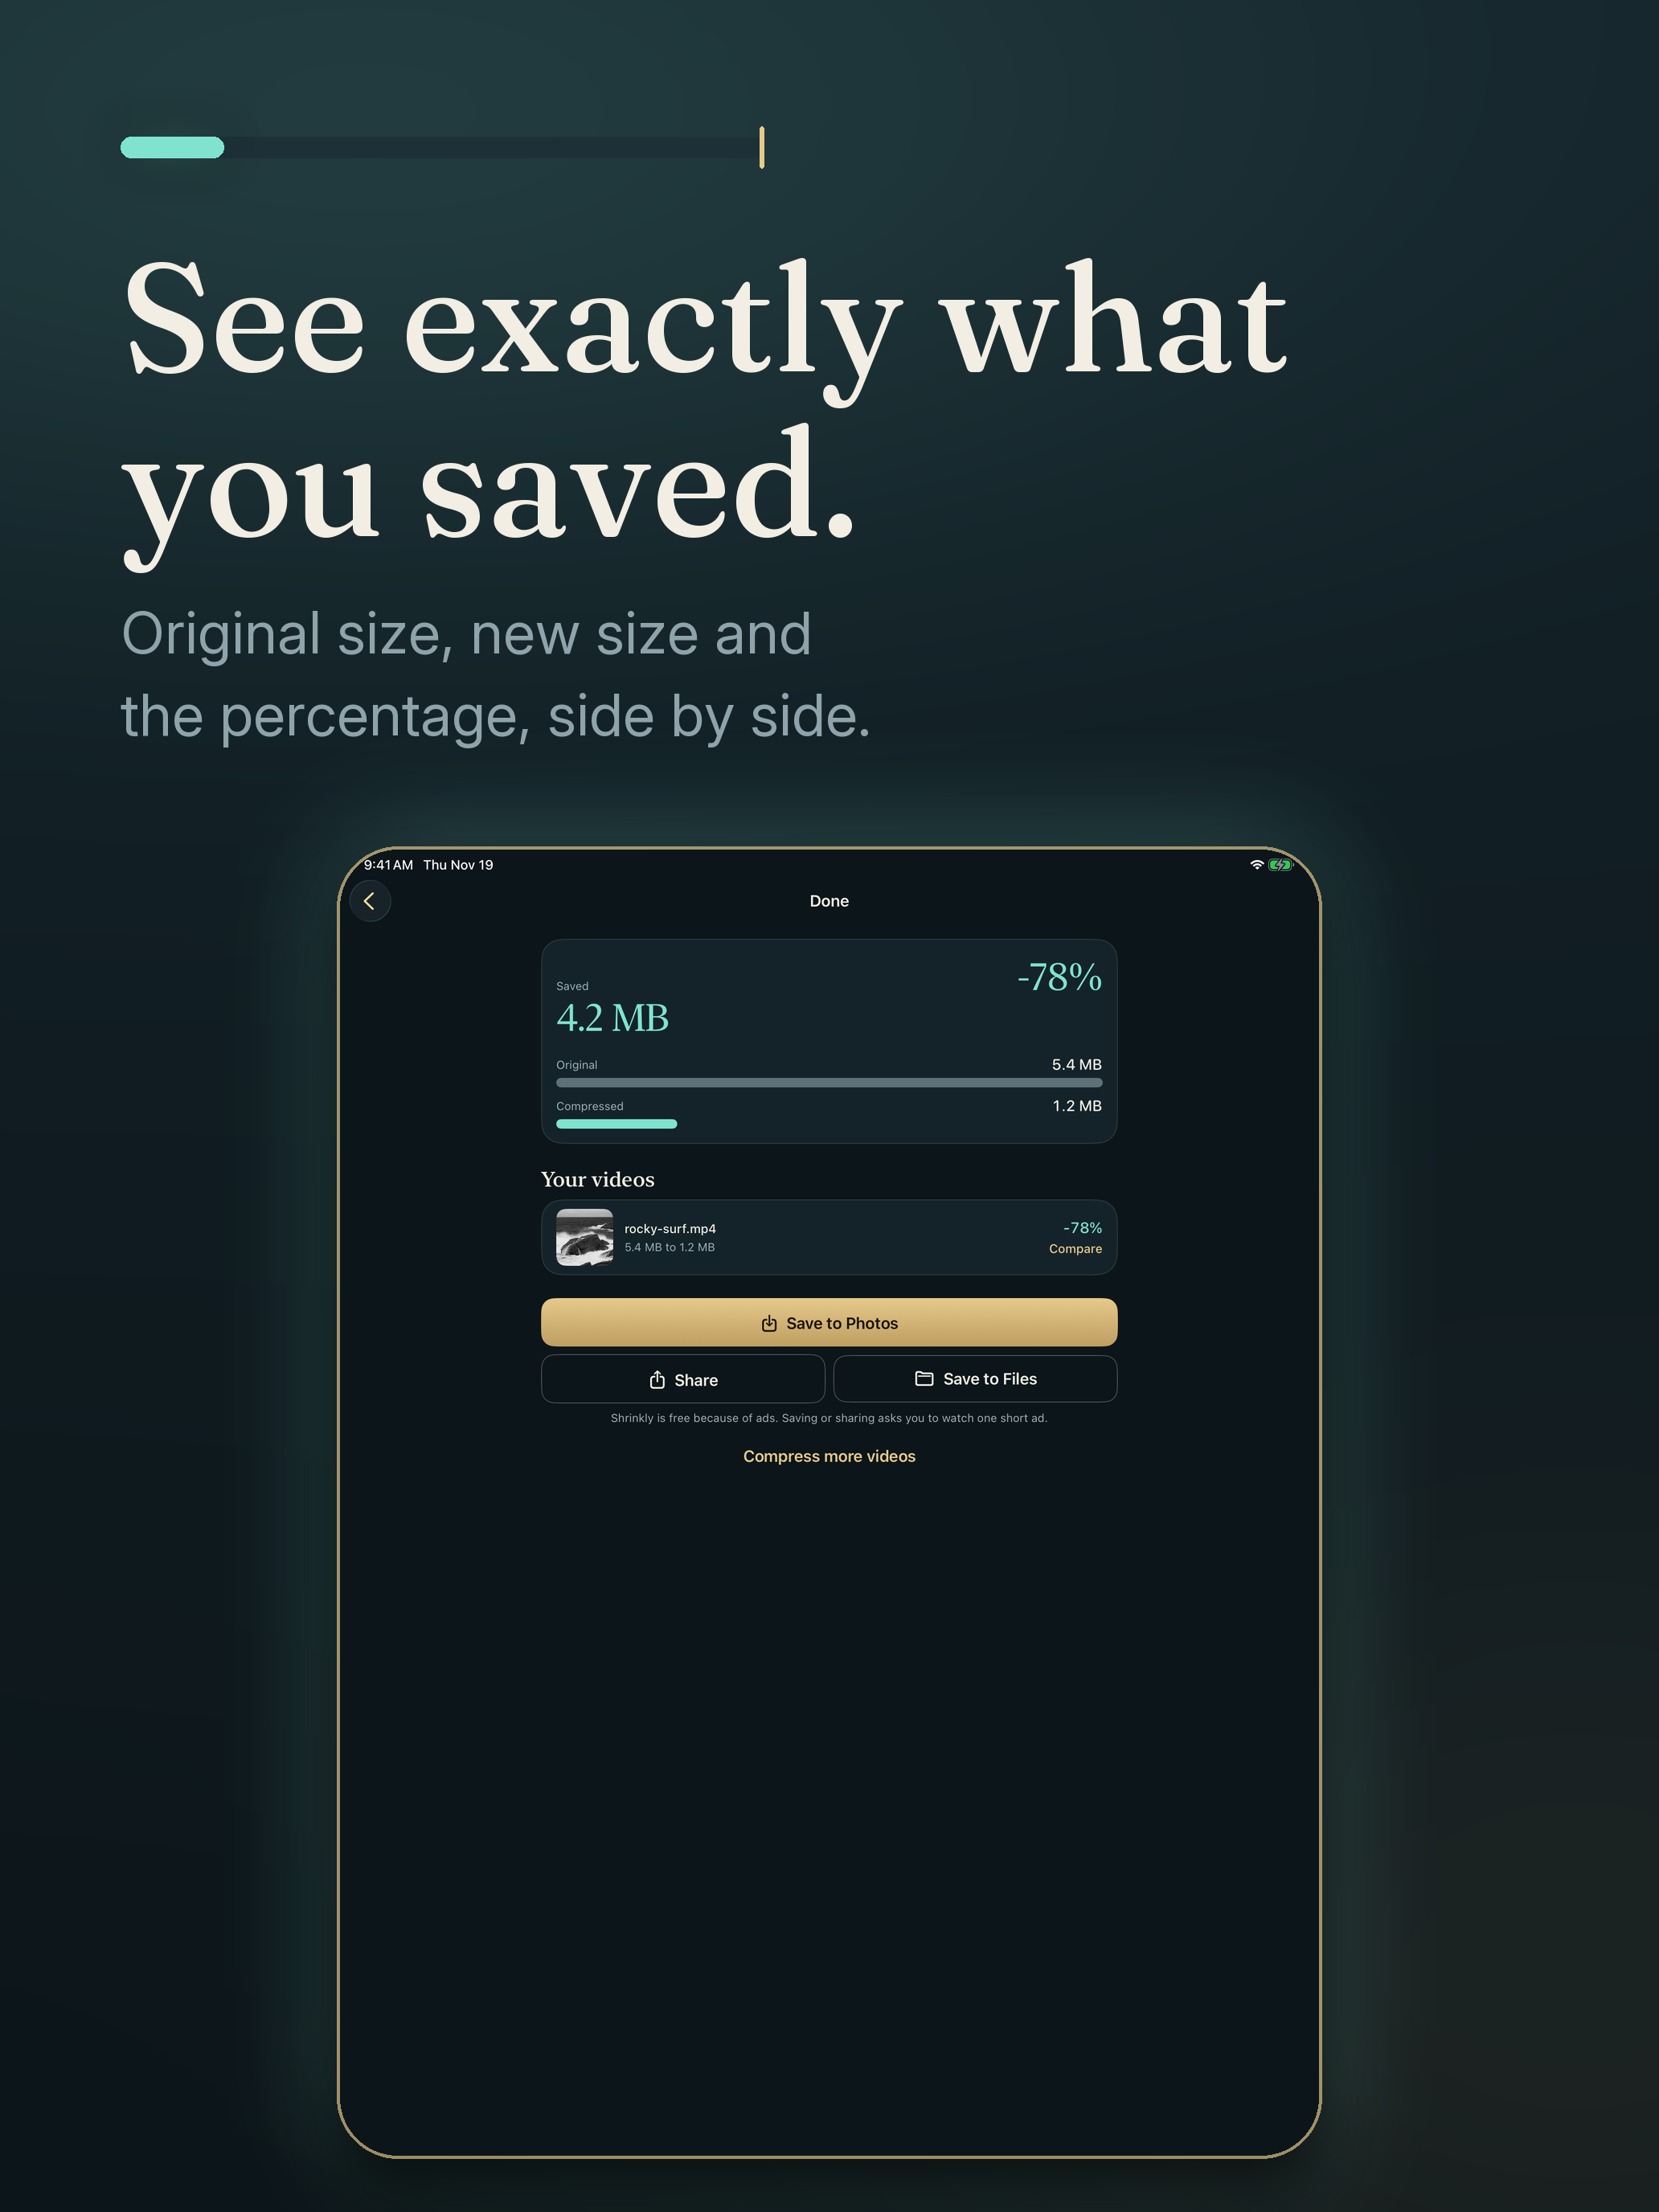 See exactly what
you saved.
Original size, new size and
the percentage, side by side.
9:41 AM Thu Nov 19
Done
Saved
-78%
4.2 MB
Original 5.4 MB
Compressed 1.2 MB
Your videos
rocky-surf.mp4 -78%
5.4 MB to 1.2 MB Compare
Save to Photos
Share Save to Files
Shrinkly is free because of ads. Saving or sharing asks you to watch one short ad.
Compress more videos